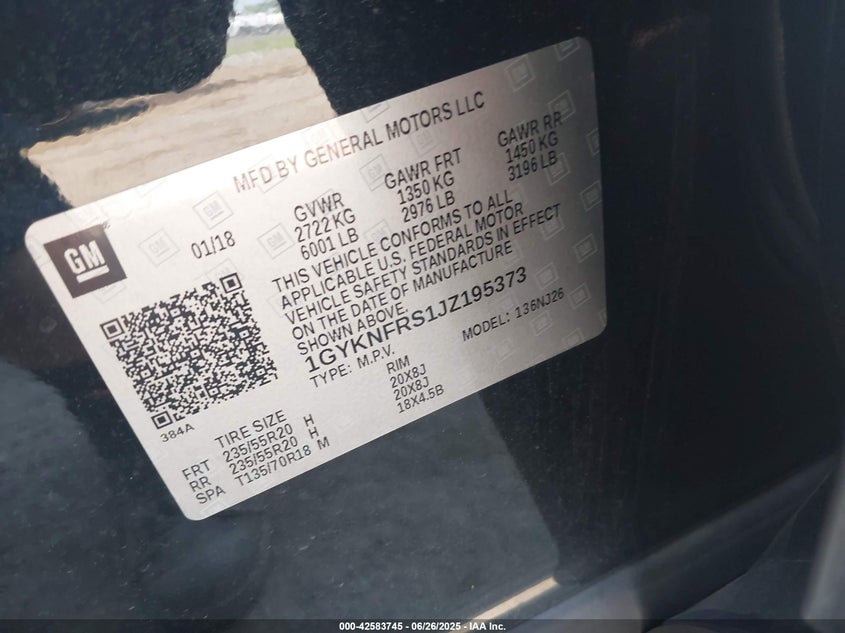 MFD BY GENERAL MOTORS LLC
GM
01/18
GVWR
2722 KG
6001 LB
GAWR FRT
1350 KG
2976 LB
GAWR RR
1450 KG
3196 LB
THIS VEHICLE CONFORMS TO ALL
APPLICABLE U.S. FEDERAL MOTOR
VEHICLE SAFETY STANDARDS IN EFFECT
ON THE DATE OF MANUFACTURE
SHOWN ABOVE.
1GYKNFRS1JZ195373
TYPE: M.P.V.
MODEL: 136NJ26
384A
TIRE SIZE
RIM
FRT 235/55R20 H 20X8J
RR 235/55R20 H 20X8J
SPA T135/70R18 M 18X4.5B
000-42583745 - 06/26/2025 - IAA Inc.